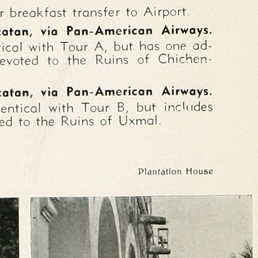 r breakfast transfer to Airport.
catan, via Pan-American Airways.
tical with Tour A, but has one ad-
evoted to the Ruins of Chichen-
catan, via Pan-American Airways.
entical with Tour B, but includes
ed to the Ruins of Uxmal.
Plantation House